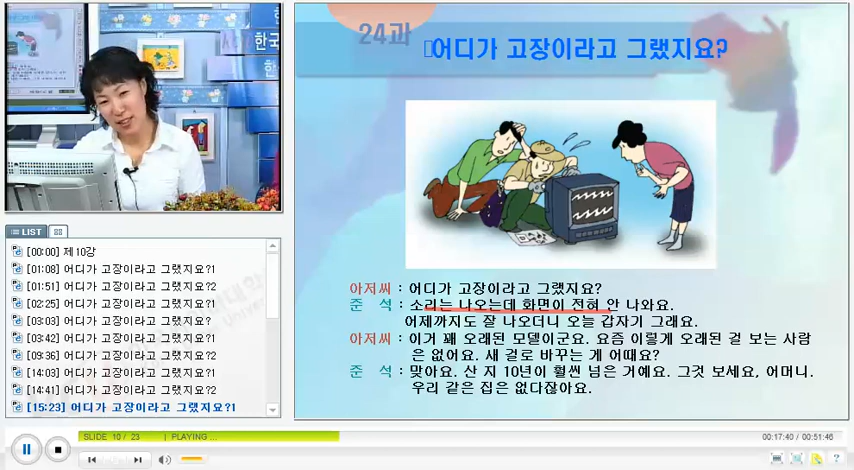 24과
어디가 고장이라고 그랬지요?
아저씨 : 어디가 고장이라고 그랬지요?
준 석 : 소리는 나오는데 화면이 전혀 안 나와요.
어제까지도 잘 나오더니 오늘 갑자기 그래요.
아저씨 : 이거 꽤 오래된 모델이군요. 요즘 이렇게 오래된 걸 보는 사람
은 없어요. 새 걸로 바꾸는 게 어때요?
준 석 : 맞아요. 산 지 10년이 훨씬 넘은 거예요. 그것 보세요, 어머니.
우리 같은 집은 없다잖아요.
LIST
[00:00] 제 10강
[01:08] 어디가 고장이라고 그랬지요?1
[01:51] 어디가 고장이라고 그랬지요?2
[02:25] 어디가 고장이라고 그랬지요?1
[03:03] 어디가 고장이라고 그랬지요?
[03:42] 어디가 고장이라고 그랬지요?2
[09:36] 어디가 고장이라고 그랬지요?2
[14:03] 어디가 고장이라고 그랬지요?1
[14:41] 어디가 고장이라고 그랬지요?2
[15:23] 어디가 고장이라고 그랬지요?1
SLIDE 10 / 23 | PLAYING ...
00:17:40 / 00:51:46